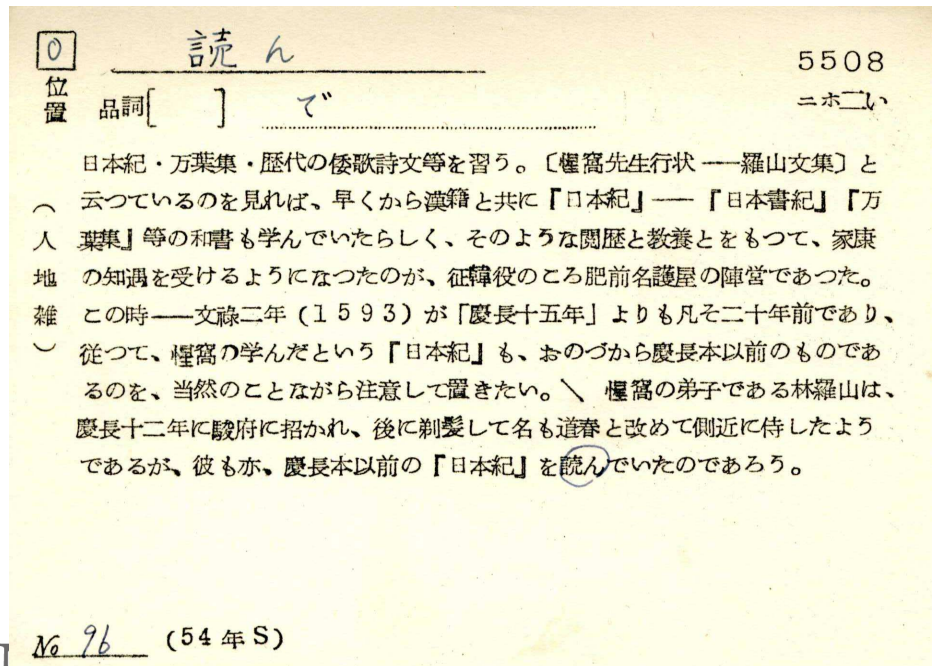 0 読ん 5508
位置 品詞[ ] で ニホ二い
日本紀・万葉集・歴代の倭歌詩文等を習う。〔惺窩先生行状——羅山文集〕と
云つているのを見れば、早くから漢籍と共に『日本紀』——『日本書紀』『万
葉集』等の和書も学んでいたらしく、そのような閲歴と教養とをもつて、家康
の知遇を受けるようになつたのが、征韓役のころ肥前名護屋の陣営であつた。
この時——文祿二年(1593)が「慶長十五年」よりも凡そ二十年前であり、
従つて、惺窩の学んだという『日本紀』も、おのづから慶長本以前のものであ
るのを、当然のことながら注意して置きたい。\ 惺窩の弟子である林羅山は、
慶長十二年に駿府に招かれ、後に剃髪して名も道春と改めて側近に侍したよう
であるが、彼も亦、慶長本以前の『日本紀』を読んでいたのであろう。
(人地雑)
No 96 (54年S)